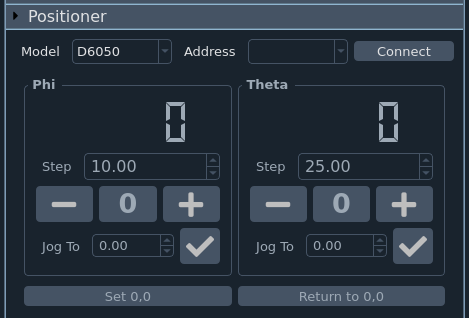 Positioner
Model D6050 Address Connect
Phi Theta
0 0
Step 10.00 Step 25.00
0 0
Jog To 0.00 Jog To 0.00
Set 0,0 Return to 0,0